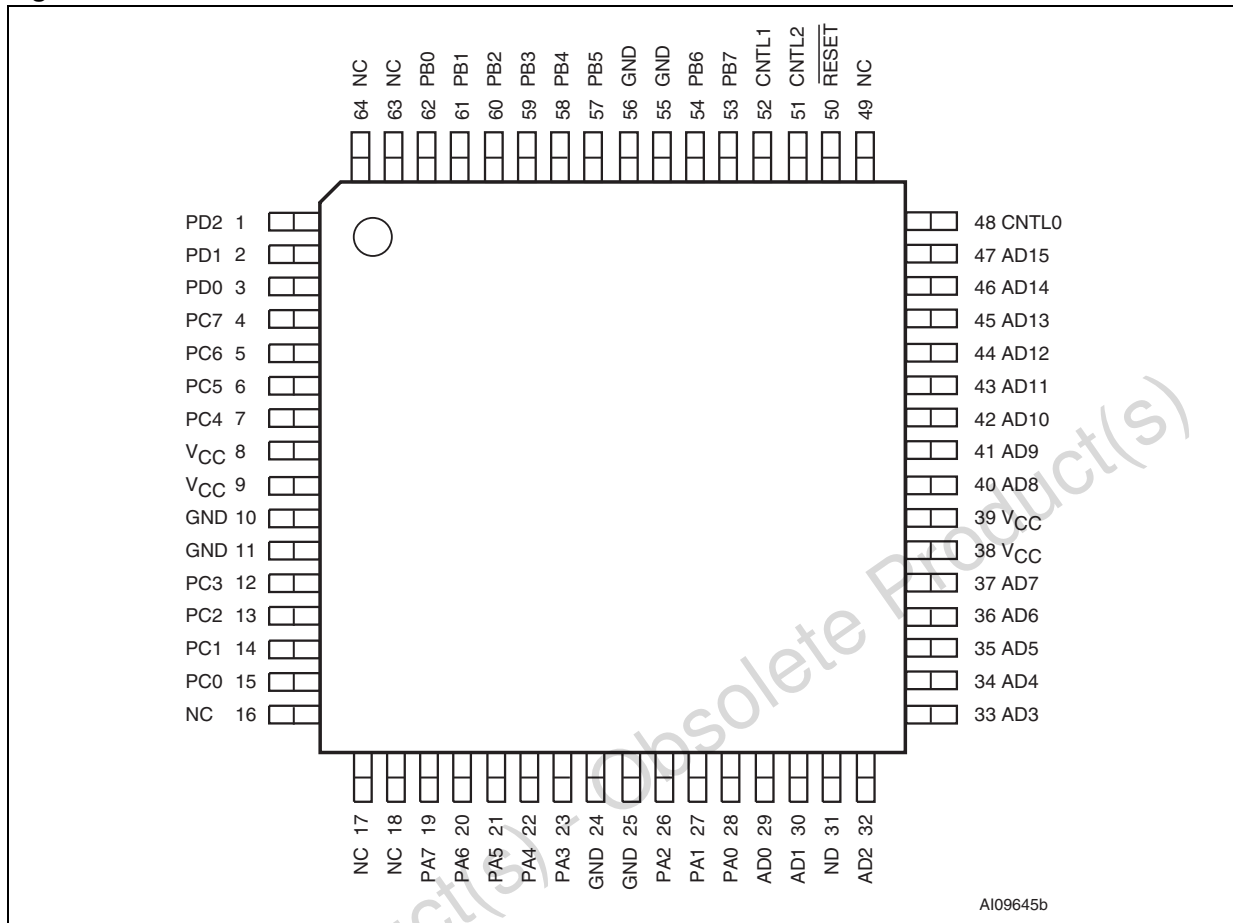 64 NC
63 NC
62 PB0
61 PB1
60 PB2
59 PB3
58 PB4
57 PB5
56 GND
55 GND
54 PB6
53 PB7
52 CNTL1
51 CNTL2
50 RESET
49 NC
PD2 1
PD1 2
PD0 3
PC7 4
PC6 5
PC5 6
PC4 7
VCC 8
VCC 9
GND 10
GND 11
PC3 12
PC2 13
PC1 14
PC0 15
NC 16
48 CNTL0
47 AD15
46 AD14
45 AD13
44 AD12
43 AD11
42 AD10
41 AD9
40 AD8
39 VCC
38 VCC
37 AD7
36 AD6
35 AD5
34 AD4
33 AD3
NC 17
NC 18
PA7 19
PA6 20
PA5 21
PA4 22
PA3 23
GND 24
GND 25
PA2 26
PA1 27
PA0 28
AD0 29
AD1 30
ND 31
AD2 32
AI09645b
uct(s) - Obsolete Product(s)